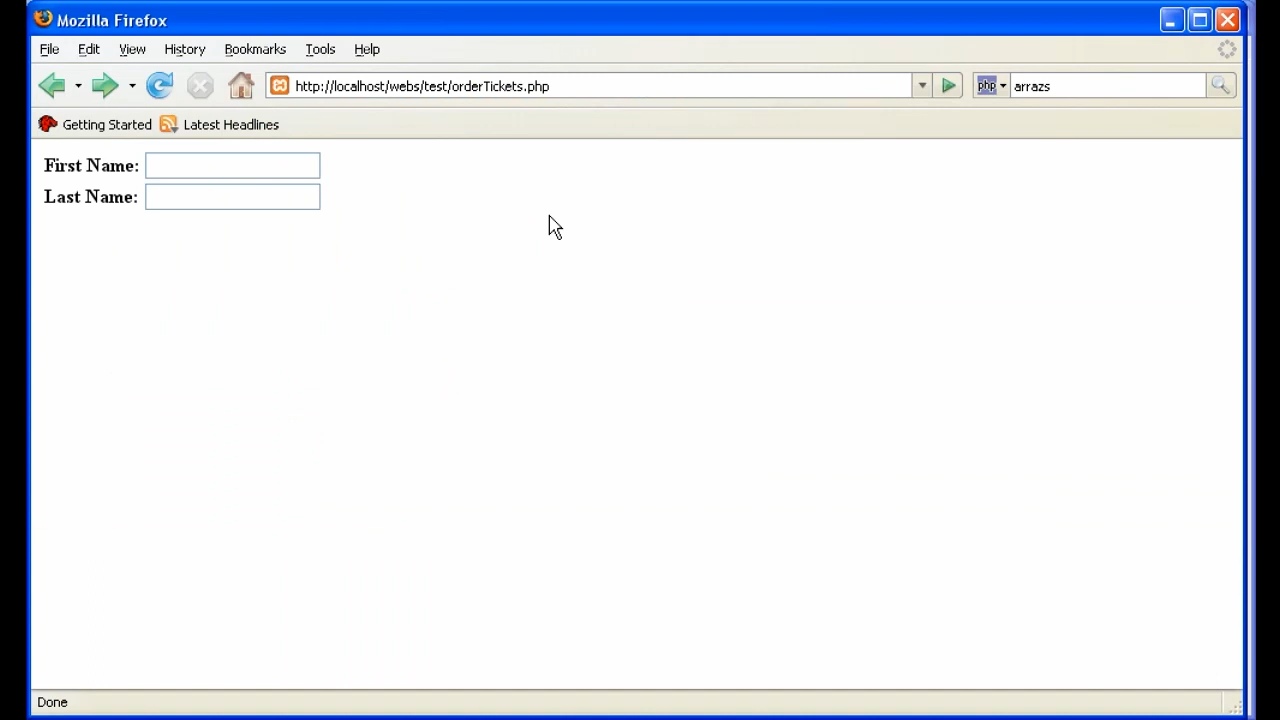 Mozilla Firefox
File Edit View History Bookmarks Tools Help
http://localhost/webs/test/orderTickets.php php arrazs
Getting Started Latest Headlines
First Name:
Last Name:
Done